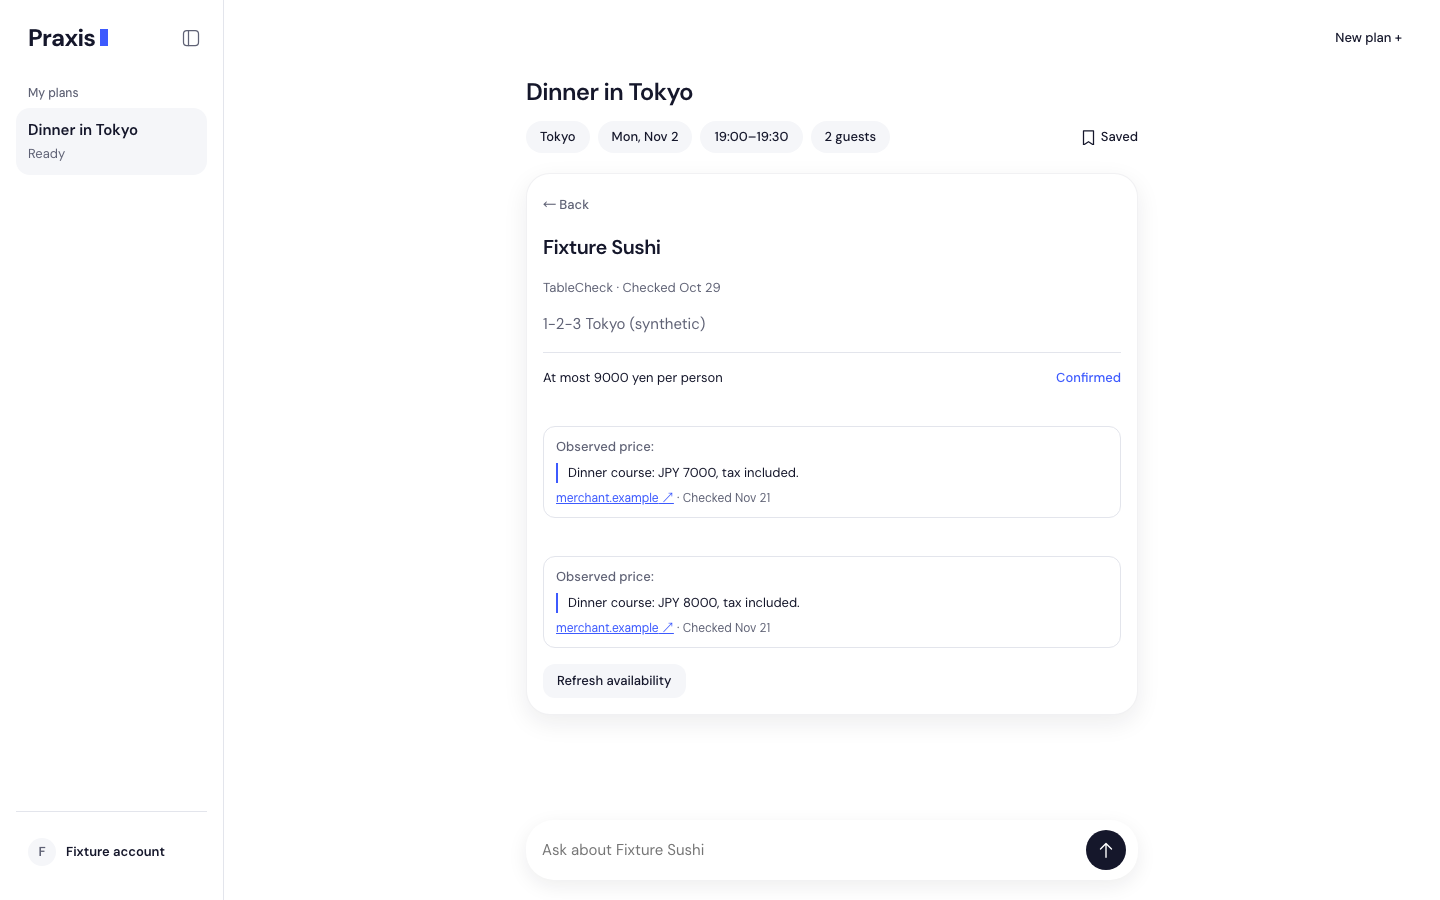 Praxis
New plan +
My plans
Dinner in Tokyo
Ready
Dinner in Tokyo
Tokyo
Mon, Nov 2
19:00–19:30
2 guests
Saved
← Back
Fixture Sushi
TableCheck · Checked Oct 29
1-2-3 Tokyo (synthetic)
At most 9000 yen per person
Confirmed
Observed price:
Dinner course: JPY 7000, tax included.
merchant.example ↗ · Checked Nov 21
Observed price:
Dinner course: JPY 8000, tax included.
merchant.example ↗ · Checked Nov 21
Refresh availability
Ask about Fixture Sushi
F
Fixture account